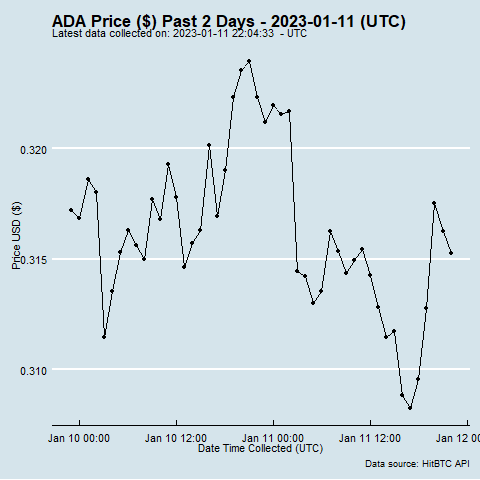 ADA Price ($) Past 2 Days - 2023-01-11 (UTC)
Latest data collected on: 2023-01-11 22:04:33 - UTC
0.320
0.315
0.310
Price USD ($)
Jan 10 00:00 Jan 10 12:00 Jan 11 00:00 Jan 11 12:00 Jan 12 0
Date Time Collected (UTC)
Data source: HitBTC API